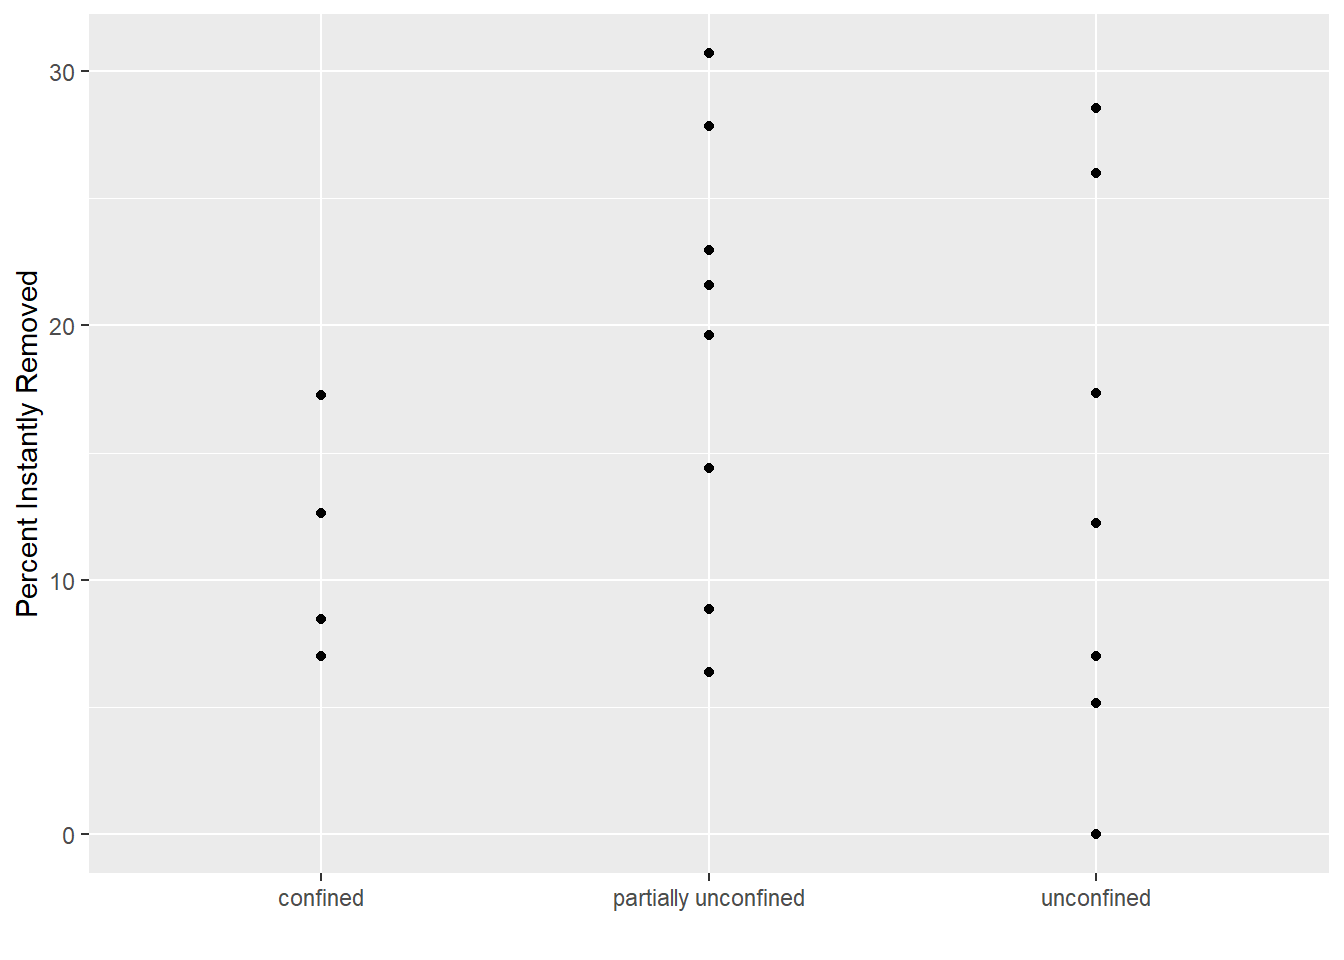 Percent Instantly Removed
30
20
10
0
confined
partially unconfined
unconfined